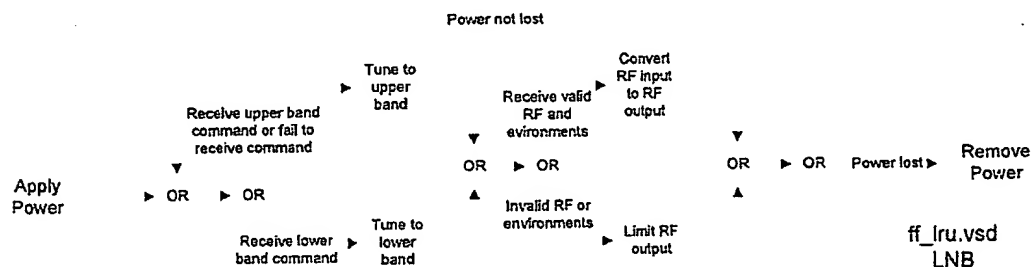 Power not lost
Convert
RF input
to RF
output
Tune to
upper
band
Receive valid
RF and
evironments
Receive upper band
command or fail to
receive command
OR
OR
OR
OR
OR
OR
Power lost
Remove
Power
Apply
Power
Invalid RF or
environments
Tune to
lower
band
Receive lower
band command
Limit RF
output
ff_lru.vsd
LNB